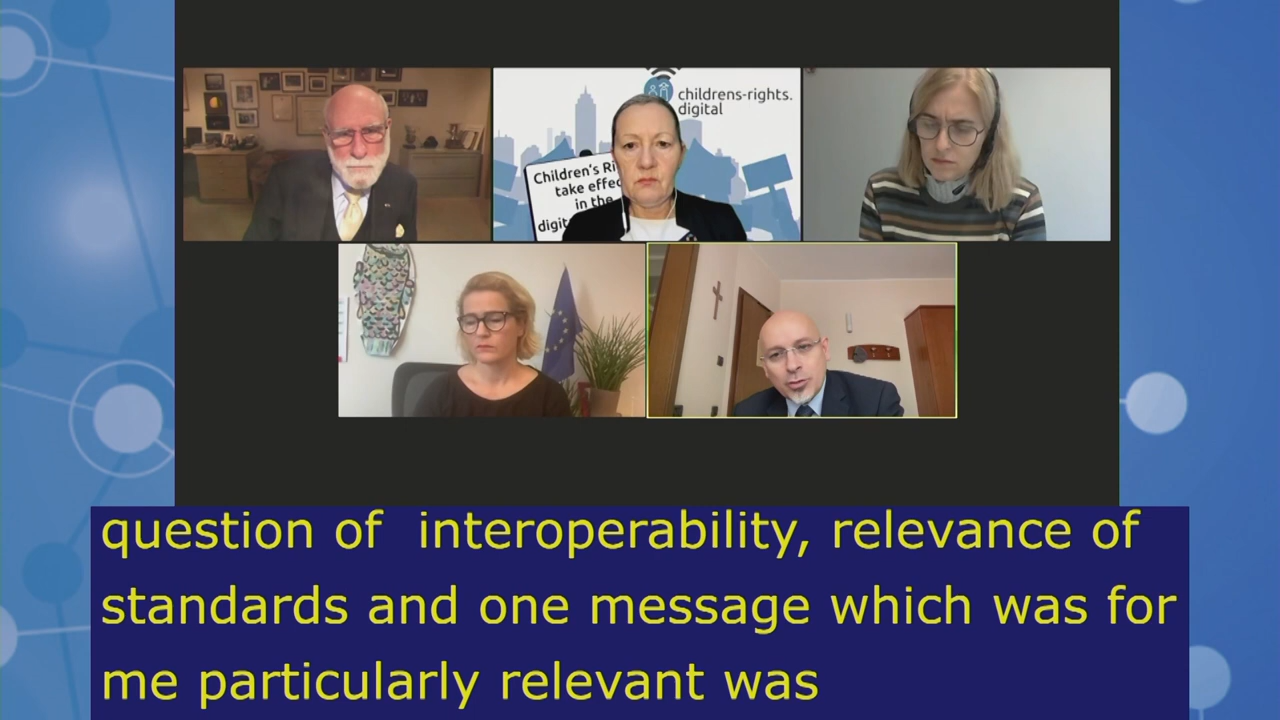 childrens-rights.
digital
Children's Ri
take effec
in the
digit
question of  interoperability, relevance of
standards and one message which was for
me particularly relevant was